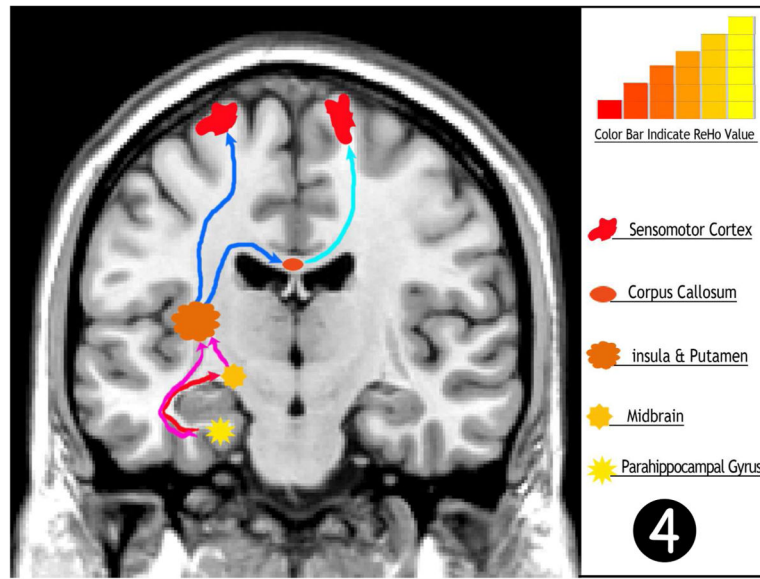 Color Bar Indicate ReHo Value
Sensomotor Cortex
Corpus Callosum
insula & Putamen
Midbrain
Parahippocampal Gyrus
4